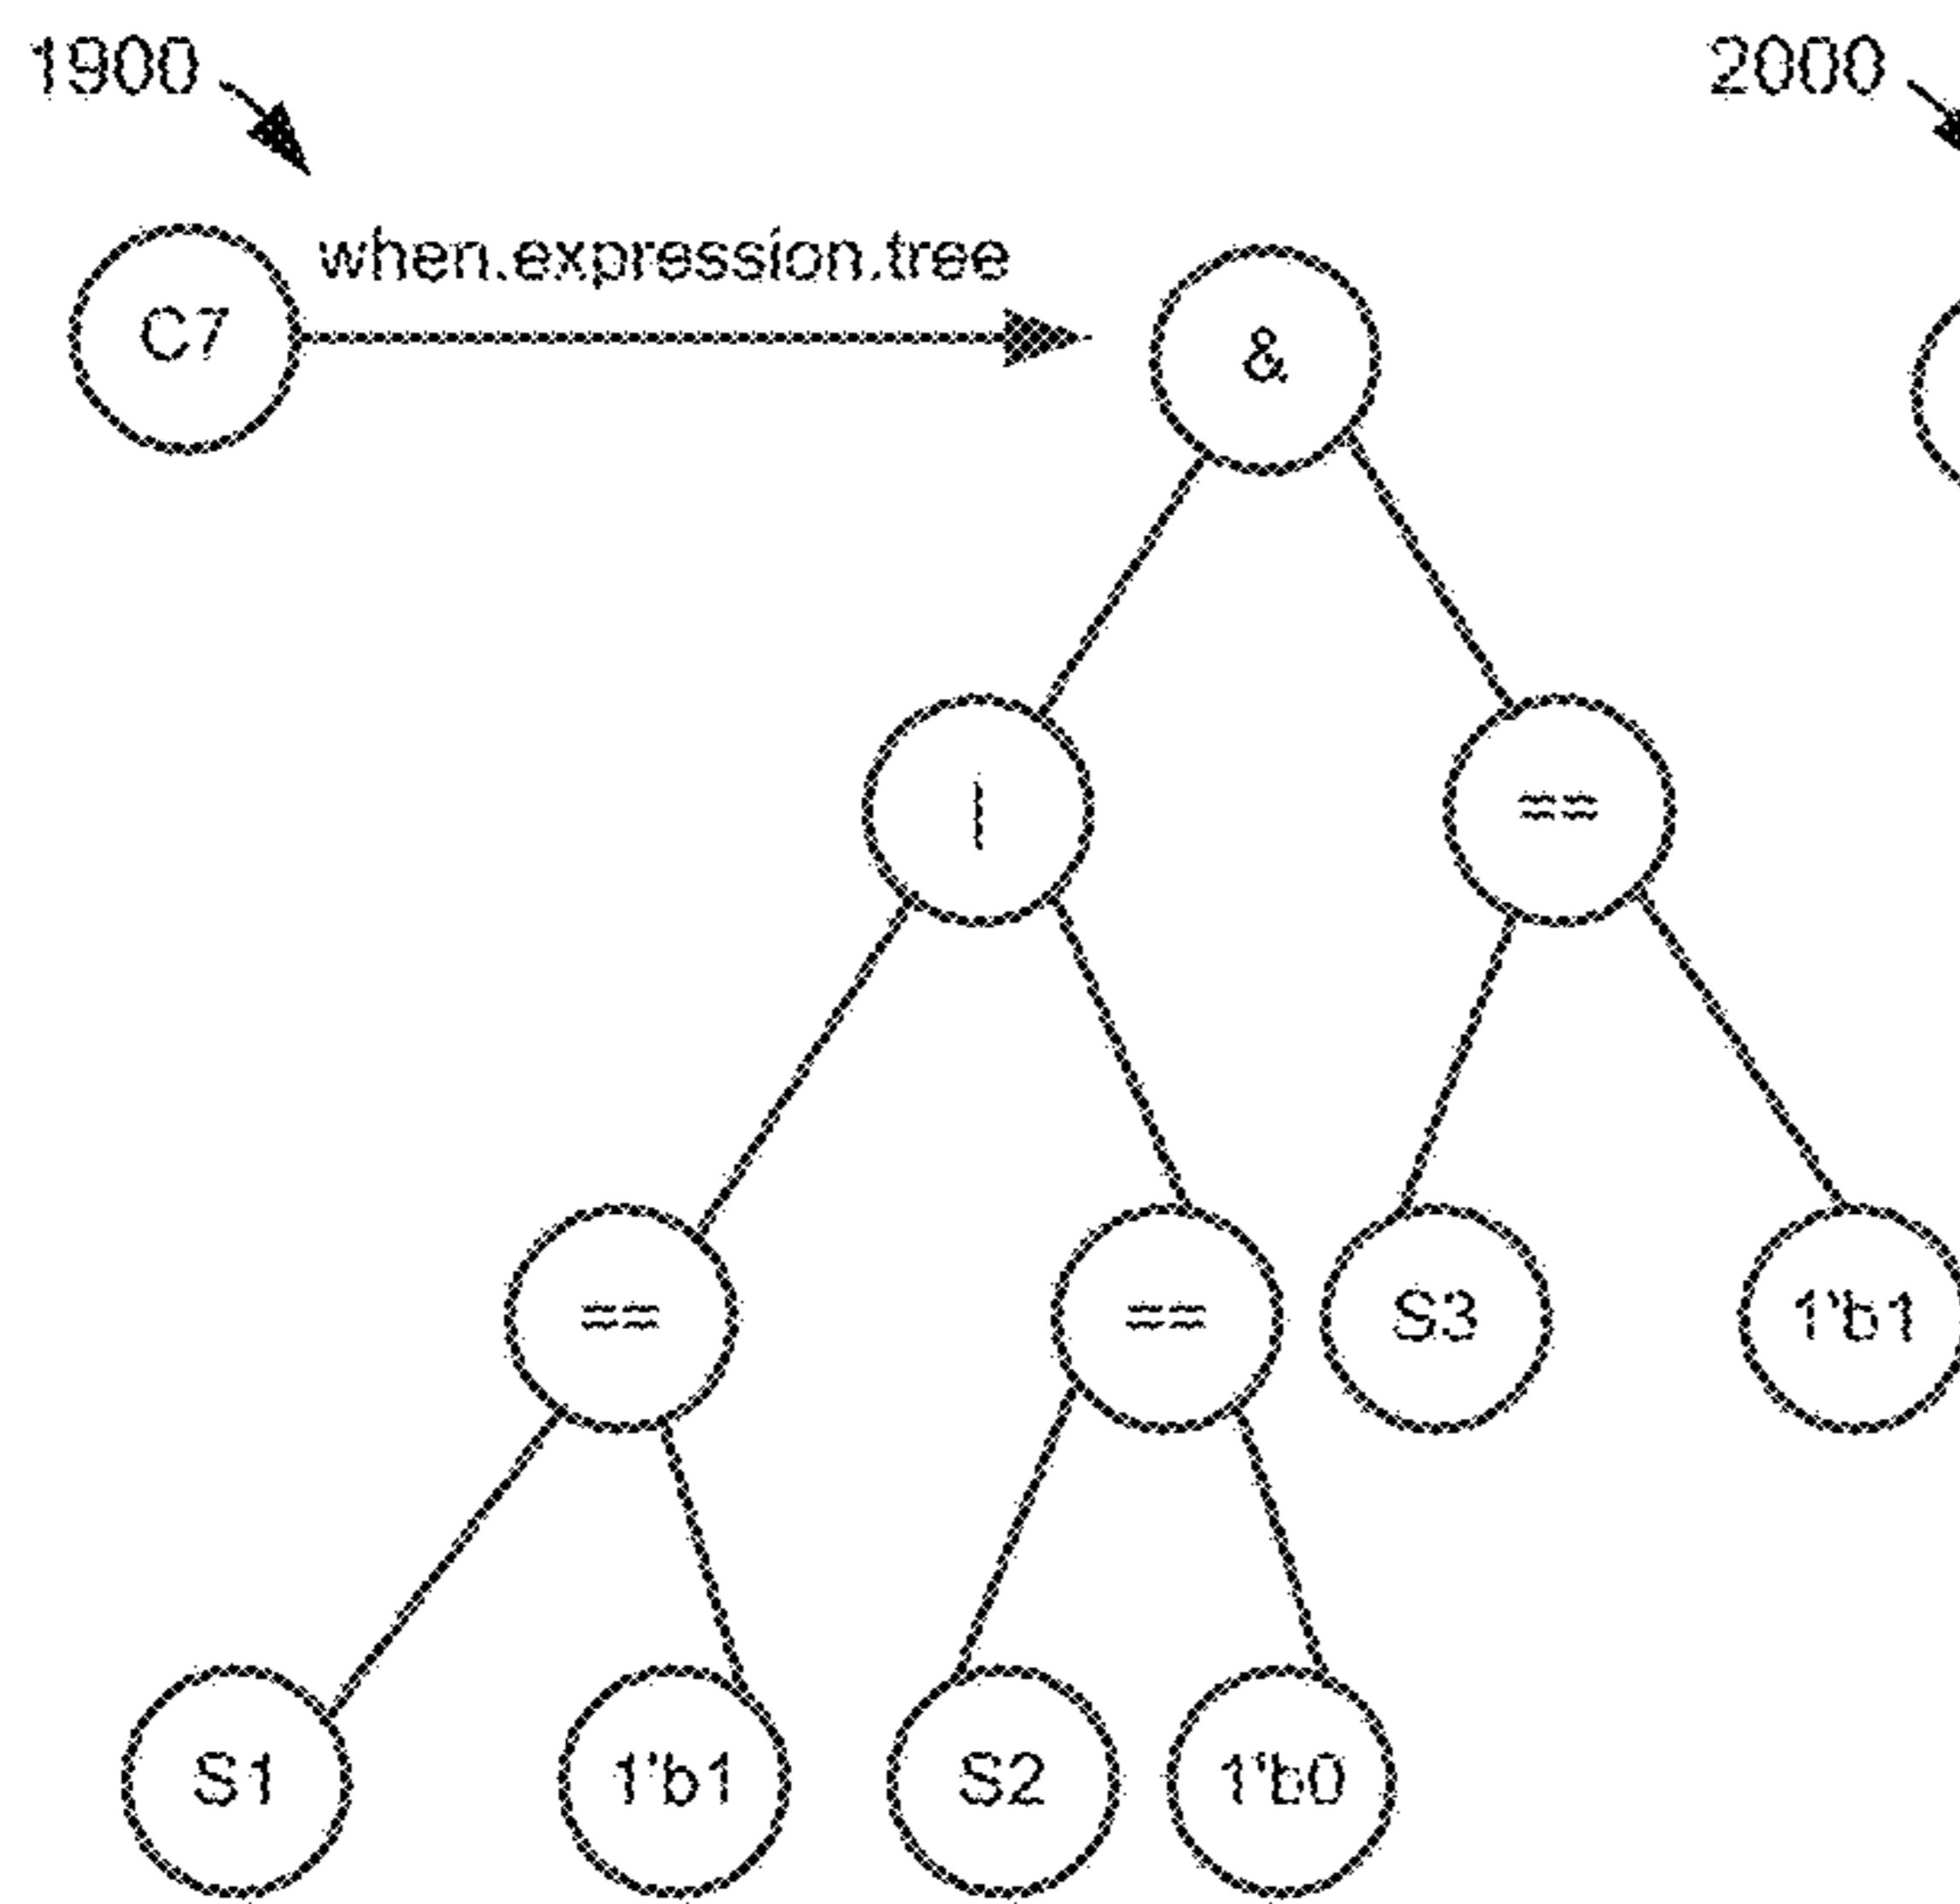 1900
2000
when.expression.tree
C7
&
|
==
==
==
S3
1'b1
S1
1'b1
S2
1'b0